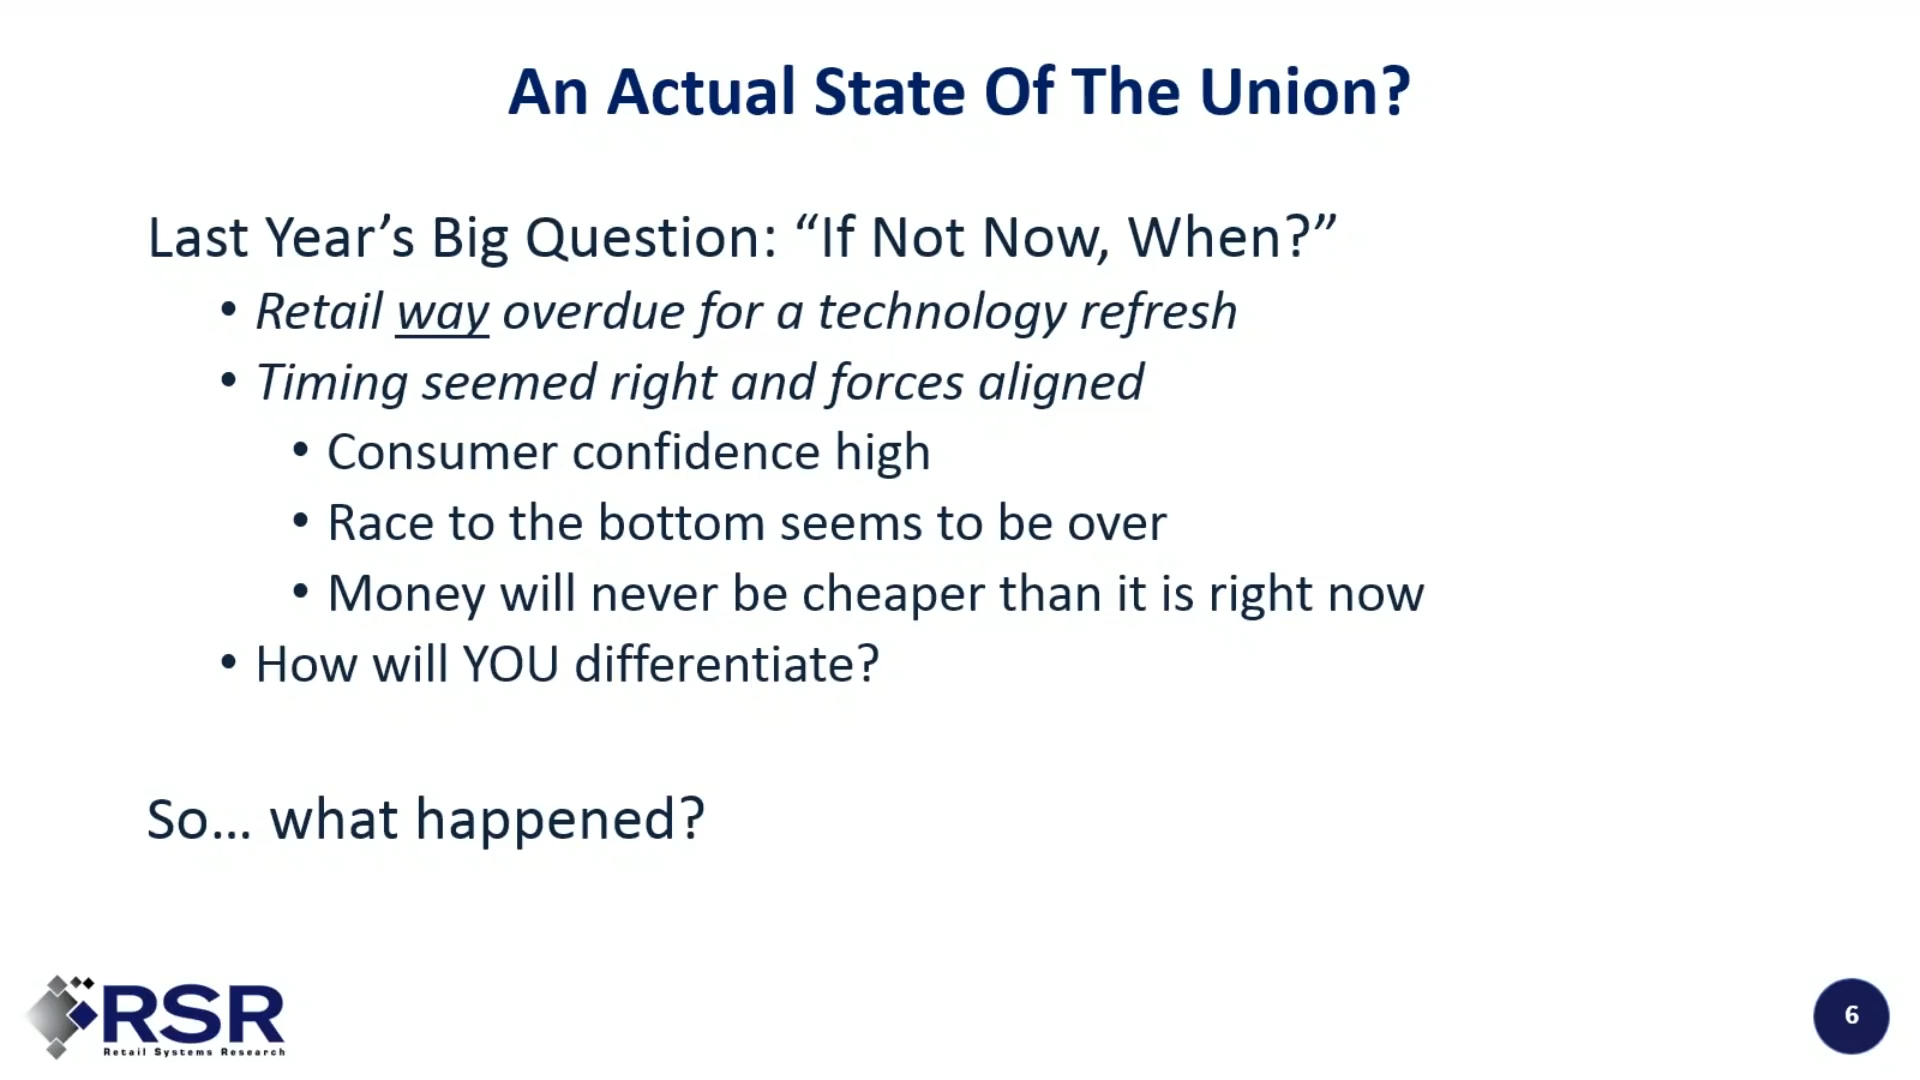 An Actual State Of The Union?
Last Year’s Big Question: “If Not Now, When?”
• Retail way overdue for a technology refresh
• Timing seemed right and forces aligned
• Consumer confidence high
• Race to the bottom seems to be over
• Money will never be cheaper than it is right now
• How will YOU differentiate?
So... what happened?
RSR
Retail Systems Research
6